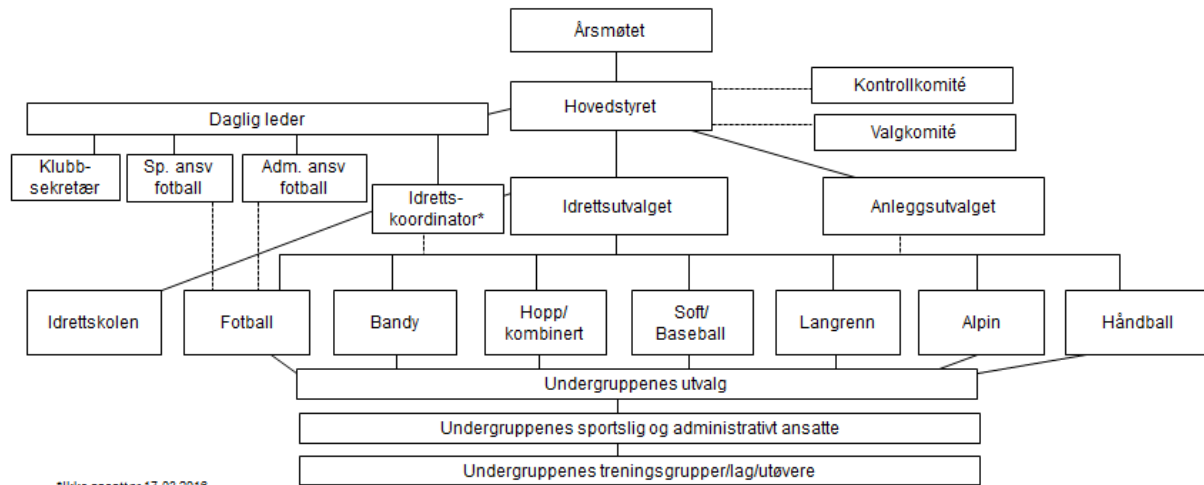 Årsmøtet
Hovedstyret
Kontrollkomité
Valgkomité
Daglig leder
Klubb-
sekretær
Sp. ansv
fotball
Adm. ansv
fotball
Idretts-
koordinator*
Idrettsutvalget
Anleggsutvalget
Idrettskolen
Fotball
Bandy
Hopp/
kombinert
Soft/
Baseball
Langrenn
Alpin
Håndball
Undergruppenes utvalg
Undergruppenes sportslig og administrativt ansatte
Undergruppenes treningsgrupper/lag/utøvere